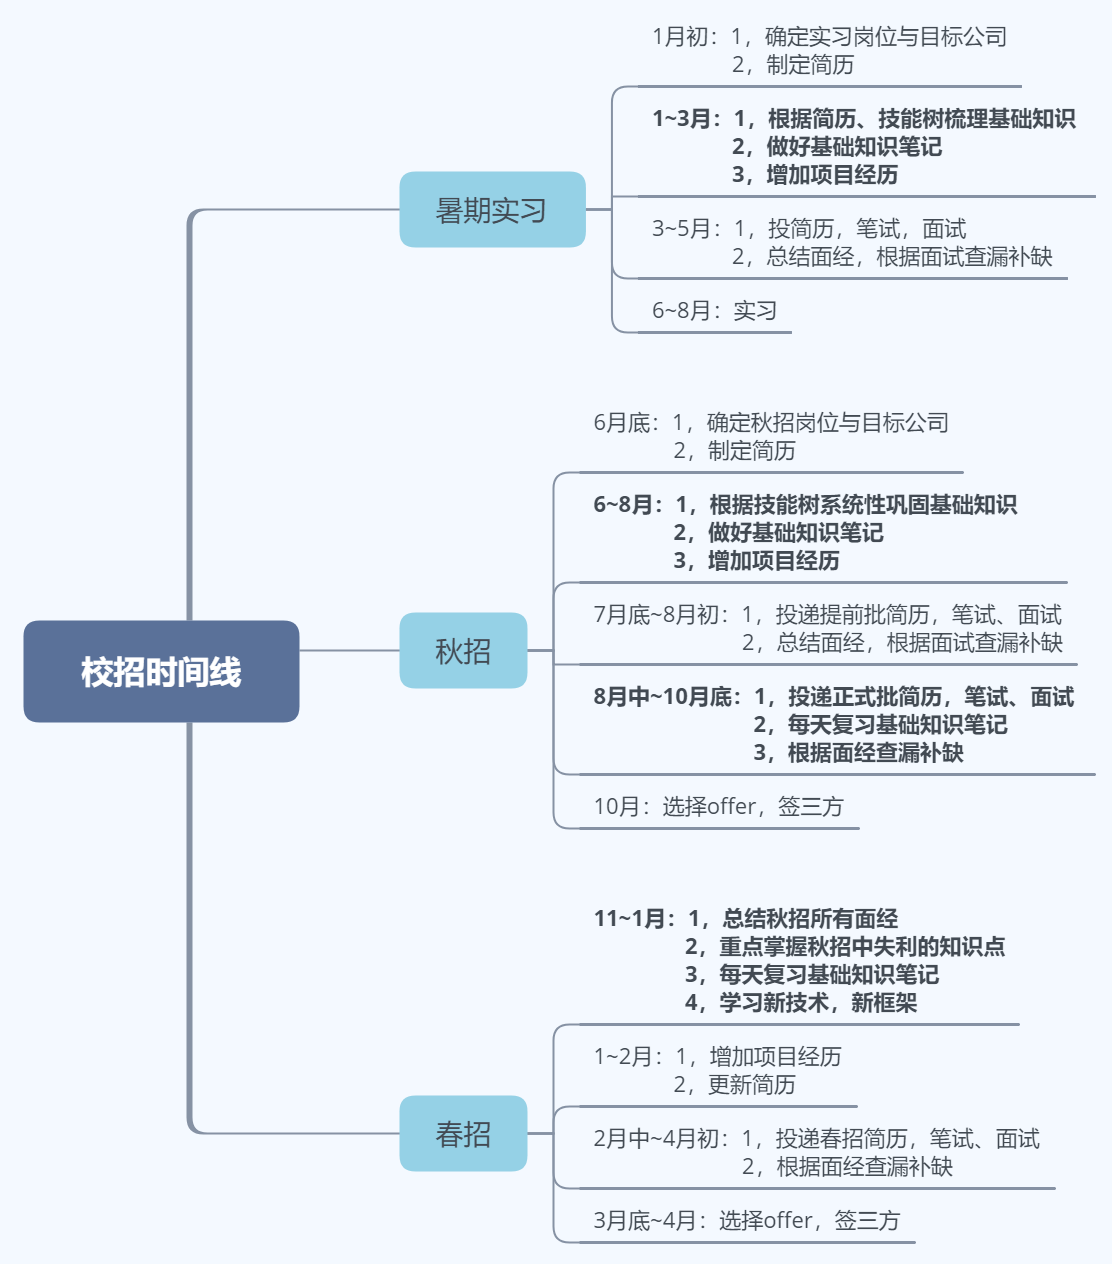 校招时间线
暑期实习
1月初：1，确定实习岗位与目标公司
2，制定简历
1~3月：1，根据简历、技能树梳理基础知识
2，做好基础知识笔记
3，增加项目经历
3~5月：1，投简历，笔试，面试
2，总结面经，根据面试查漏补缺
6~8月：实习
秋招
6月底：1，确定秋招岗位与目标公司
2，制定简历
6~8月：1，根据技能树系统性巩固基础知识
2，做好基础知识笔记
3，增加项目经历
7月底~8月初：1，投递提前批简历，笔试、面试
2，总结面经，根据面试查漏补缺
8月中~10月底：1，投递正式批简历，笔试、面试
2，每天复习基础知识笔记
3，根据面经查漏补缺
10月：选择offer，签三方
春招
11~1月：1，总结秋招所有面经
2，重点掌握秋招中失利的知识点
3，每天复习基础知识笔记
4，学习新技术，新框架
1~2月：1，增加项目经历
2，更新简历
2月中~4月初：1，投递春招简历，笔试、面试
2，根据面经查漏补缺
3月底~4月：选择offer，签三方